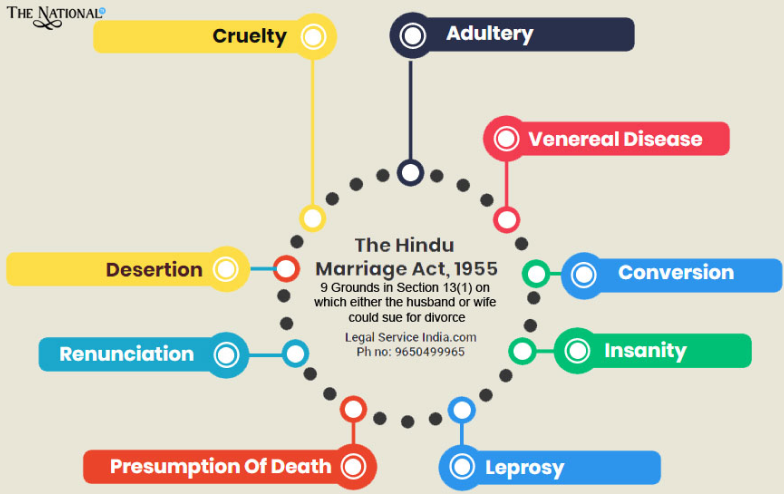 THE NATIONAL
Cruelty
Adultery
Venereal Disease
Conversion
Insanity
Leprosy
Presumption Of Death
Renunciation
Desertion
The Hindu
Marriage Act, 1955
9 Grounds in Section 13(1) on
which either the husband or wife
could sue for divorce
Legal Service India.com
Ph no: 9650499965